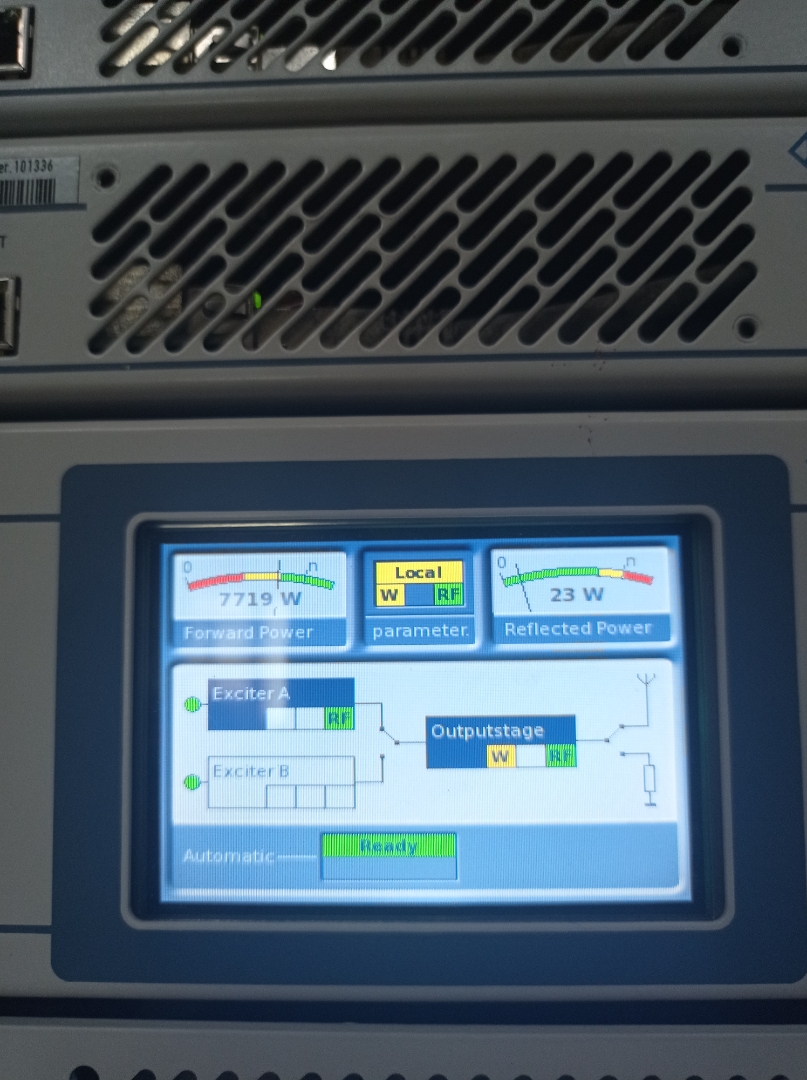 er. 101336
T
0 n
7719 W
Forward Power
Local
W RF
parameter.
0 n
23 W
Reflected Power
Exciter A
RF
Exciter B
Outputstage
W RF
Automatic
Ready